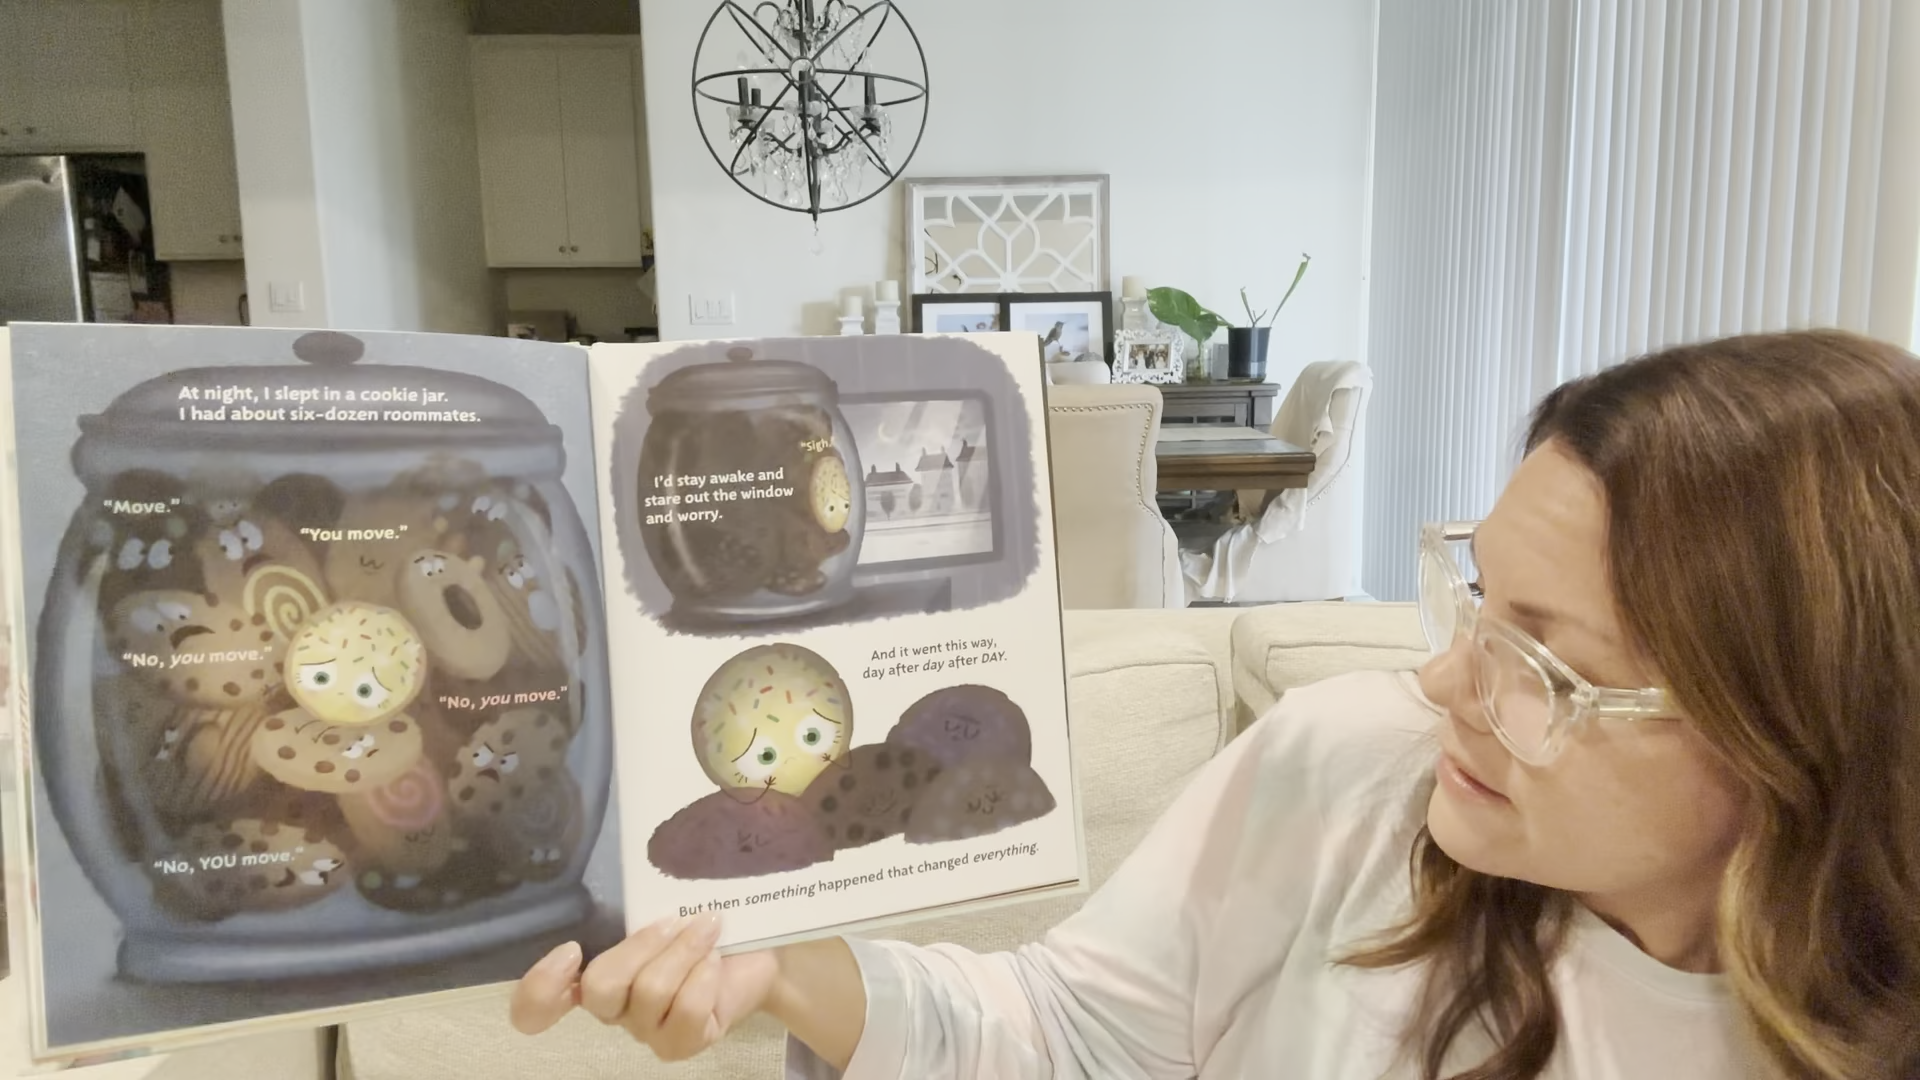 At night, I slept in a cookie jar.
I had about six-dozen roommates.
"Move."
"You move."
"No, you move."
"No, you move."
"No, YOU move."
"Sigh."
I'd stay awake and
stare out the window
and worry.
And it went this way,
day after day after DAY.
But then something happened that changed everything.